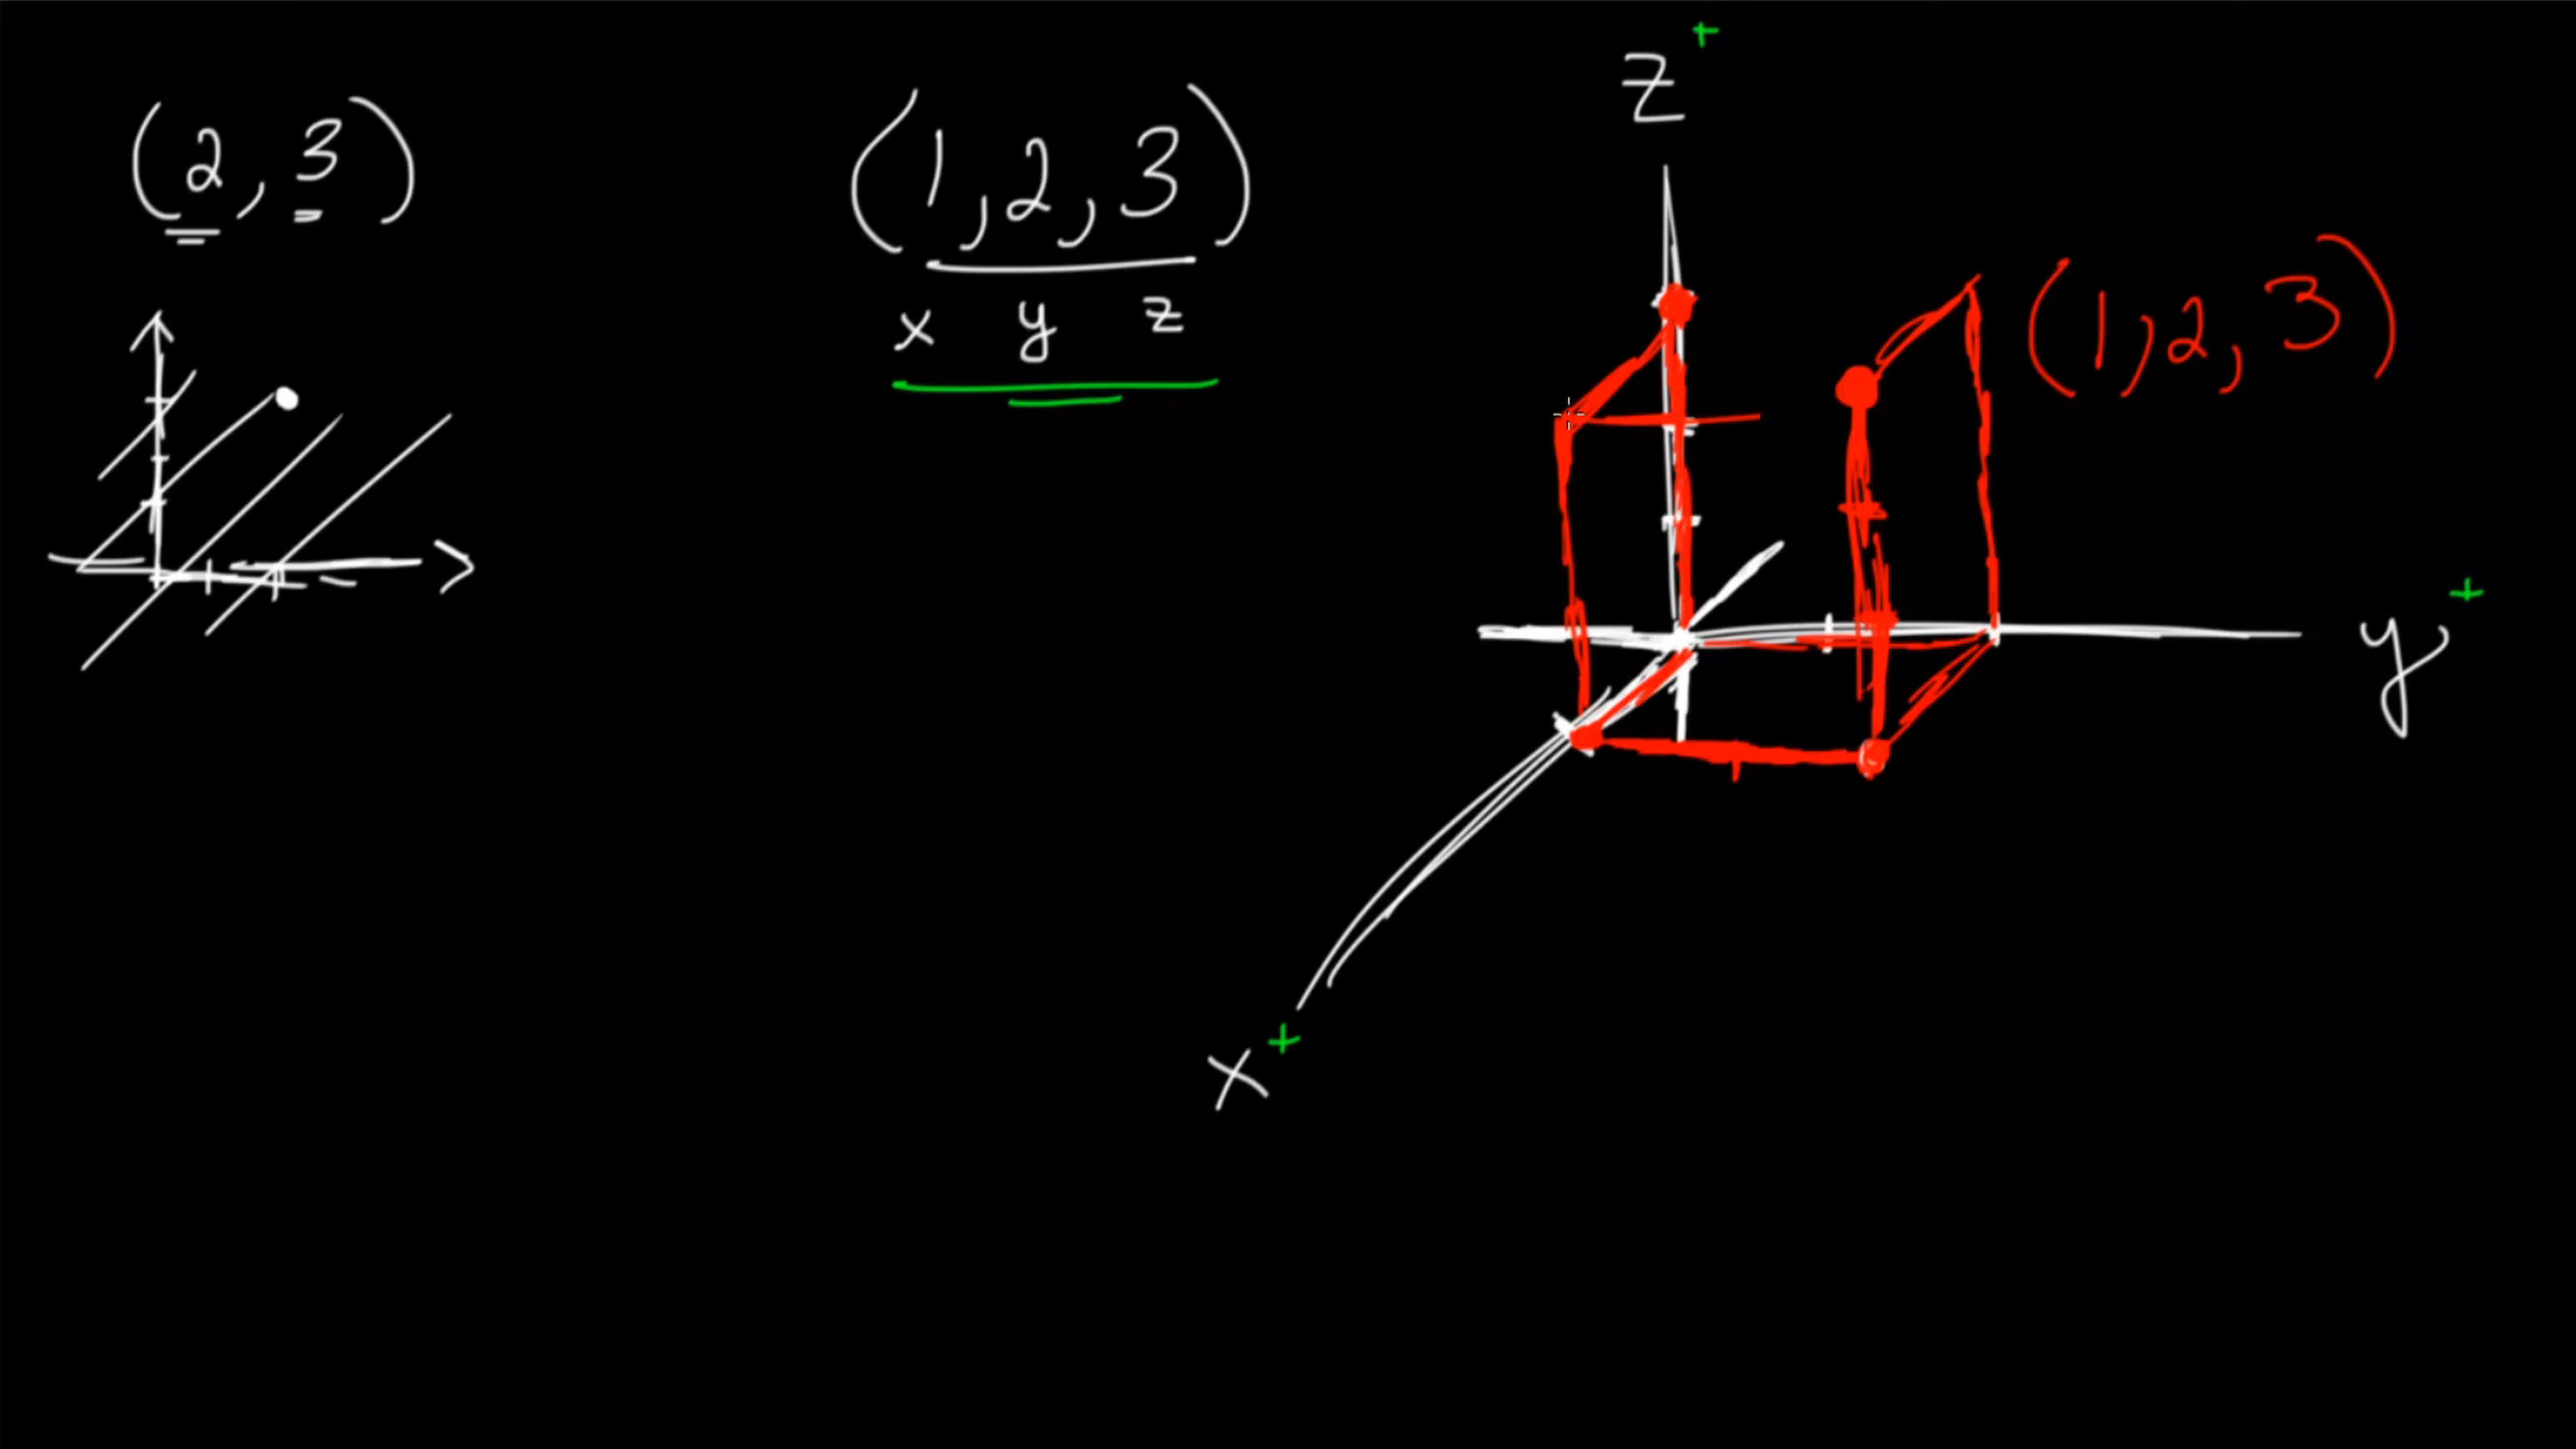 (2, 3)
(1, 2, 3)
x y z
z +
(1, 2, 3)
y +
x +